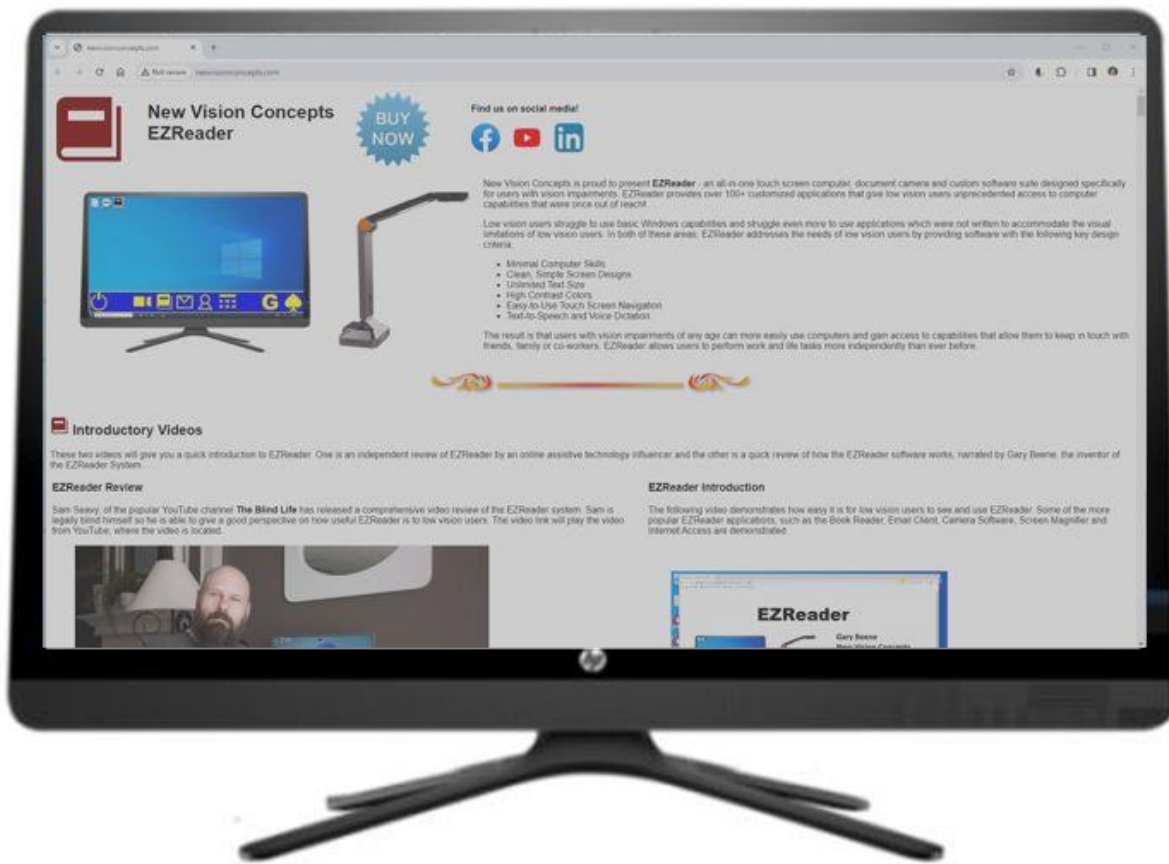 newvisionconcepts.com
Not secure newvisionconcepts.com
New Vision Concepts
EZReader
BUY
NOW
Find us on social media!
New Vision Concepts is proud to present EZReader - an all-in-one touch screen computer, document camera and custom software suite designed specifically
for users with vision impairments. EZReader provides over 100+ customized applications that give low vision users unprecedented access to computer
capabilities that were once out of reach!
Low vision users struggle to use basic Windows capabilities and struggle even more to use applications which were not written to accommodate the visual
limitations of low vision users. In both of these areas, EZReader addresses the needs of low vision users by providing software with the following key design
criteria:
• Minimal Computer Skills
• Clean, Simple Screen Designs
• Unlimited Text Size
• High Contrast Colors
• Easy-to-Use Touch Screen Navigation
• Text-to-Speech and Voice Dictation
The result is that users with vision imparments of any age can more easily use computers and gain access to capabilities that allow them to keep in touch with
friends, family or co-workers. EZReader allows users to perform work and life tasks more independently than ever before.
G
Introductory Videos
These two videos will give you a quick introduction to EZReader. One is an independent review of EZReader by an online assistive technology influencer and the other is a quick review of how the EZReader software works, narrated by Gary Beene, the inventor of
the EZReader System.
EZReader Review
Sam Seavy, of the popular YouTube channel The Blind Life has released a comprehensive video review of the EZReader system. Sam is
legally blind himself so he is able to give a good perspective on how useful EZReader is to low vision users. The video link will play the video
from YouTube, where the video is located.
EZReader Introduction
The following video demonstrates how easy it is for low vision users to see and use EZReader. Some of the more
popular EZReader applications, such as the Book Reader, Email Client, Camera Software, Screen Magnifier and
Internet Access are demonstrated.
EZReader
Gary Beene
New Vision Concepts
hp